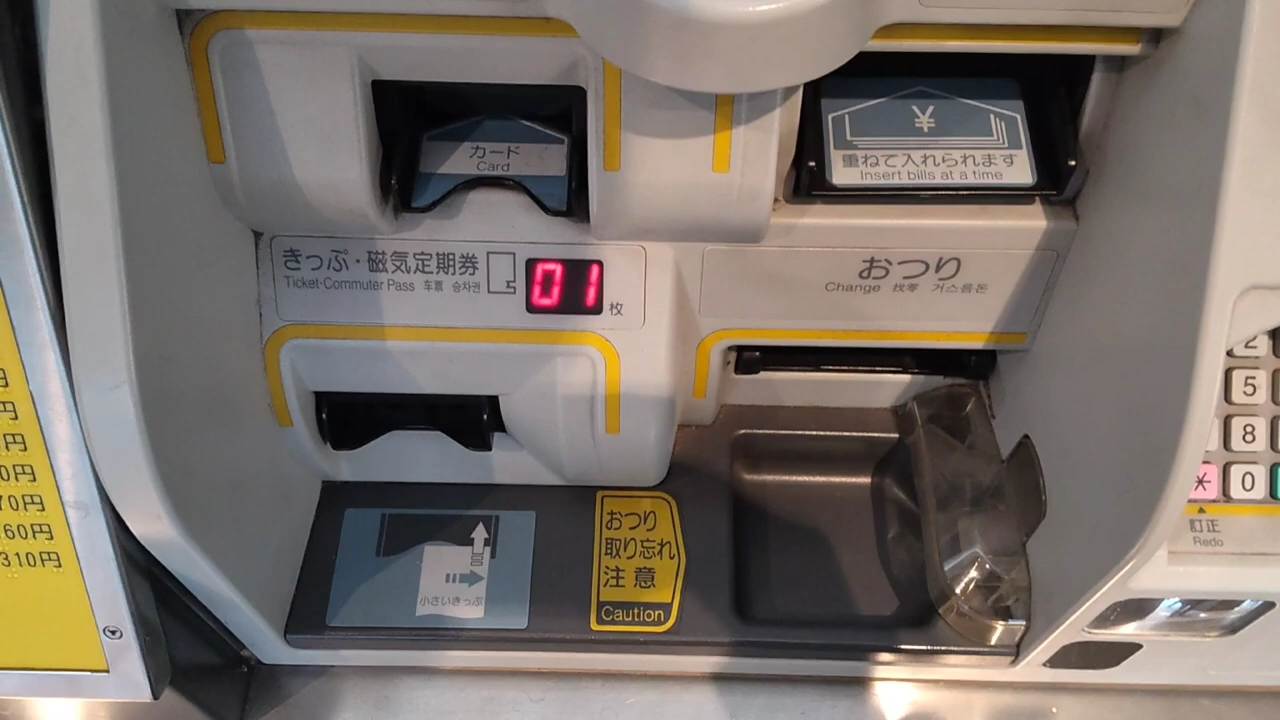 カード
Card
¥
重ねて入れられます
Insert bills at a time
きっぷ・磁気定期券
Ticket・Commuter Pass 车票 승차권
01
枚
おつり
Change 找零 거스름돈
小さいきっぷ
おつり
取り忘れ
注意
Caution
円
円
円
0円
70円
60円
310円
2
5
8
* 0
訂正
Redo